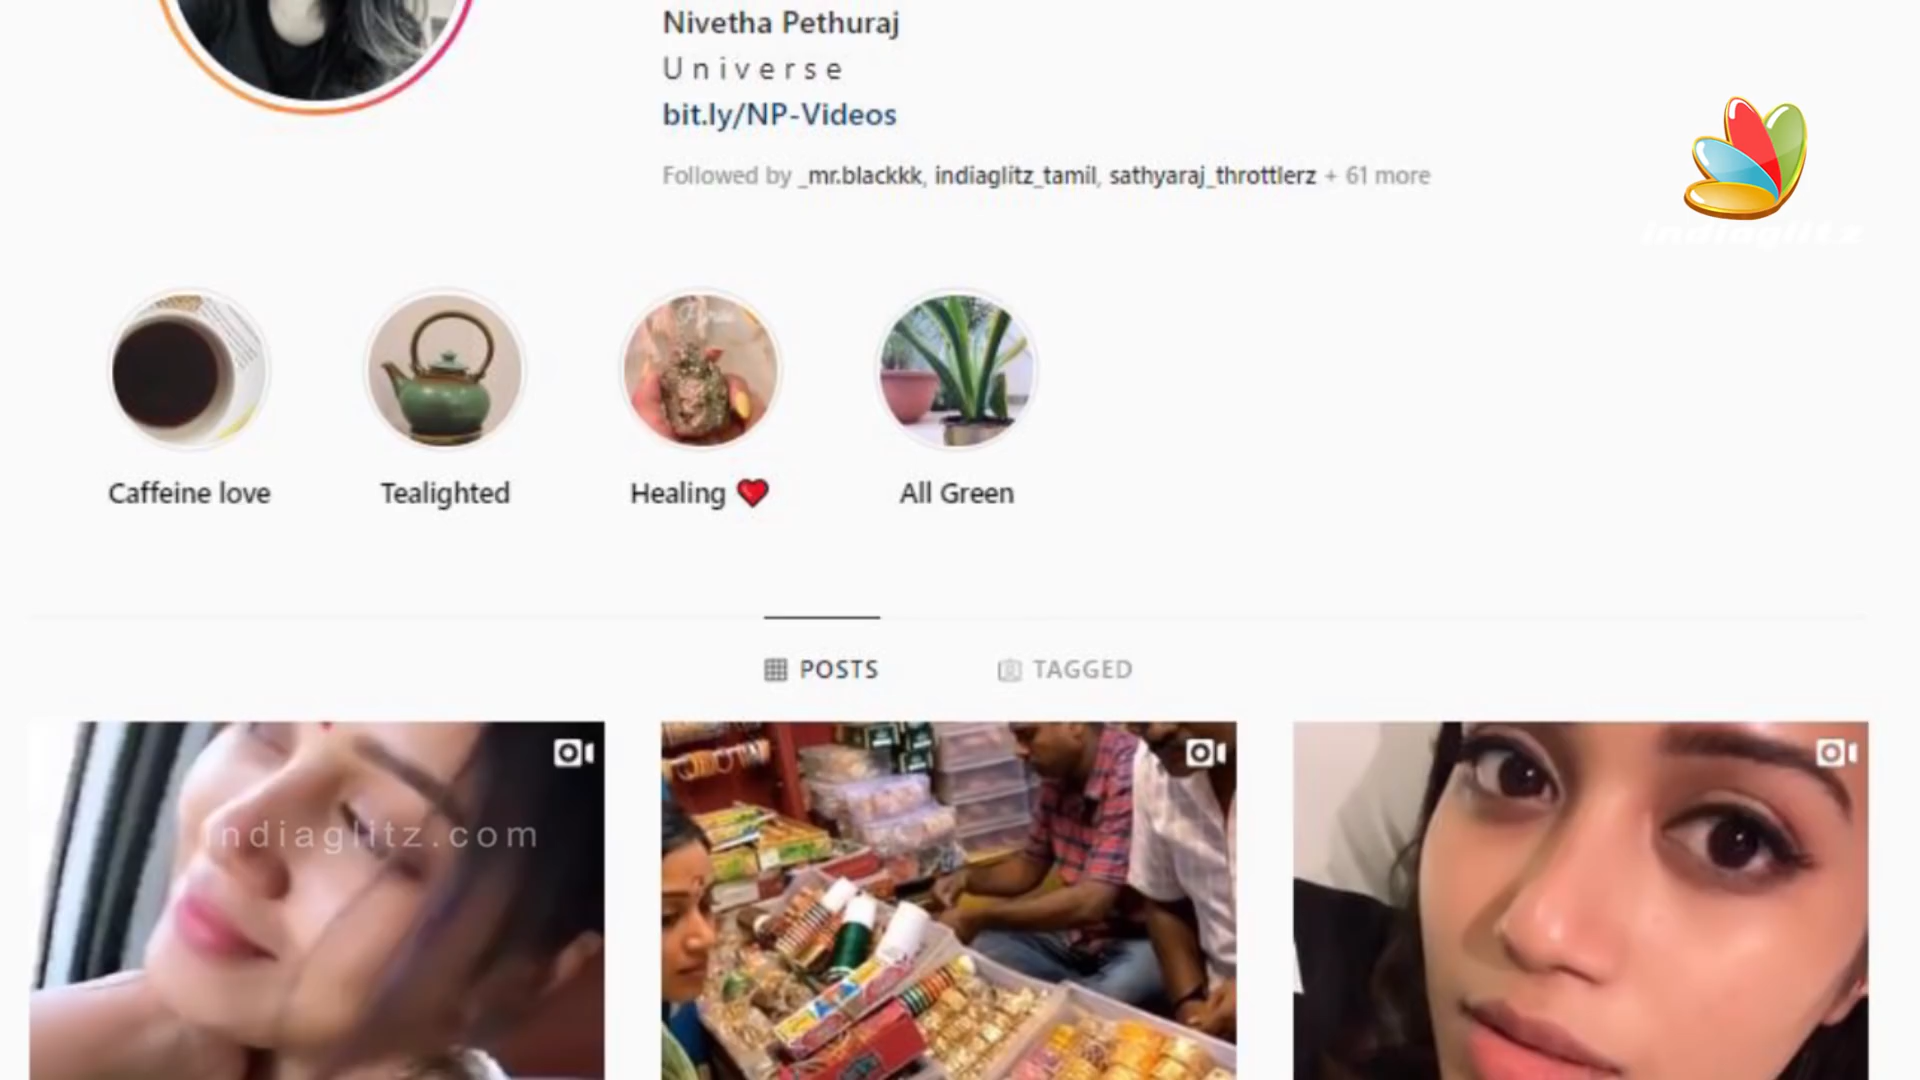 Nivetha Pethuraj
U n i v e r s e
bit.ly/NP-Videos
Followed by _mr.blackkk, indiaglitz_tamil, sathyaraj_throttlerz + 61 more
indiaglitz
Caffeine love
Tealighted
Healing ❤️
All Green
POSTS
TAGGED
indiaglitz.com